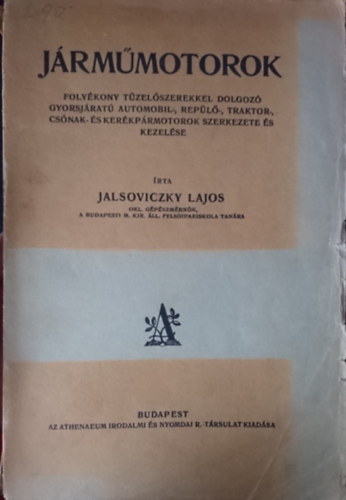 JÁRMŰMOTOROK
FOLYÉKONY TÜZELŐSZEREKKEL DOLGOZÓ
GYORSJÁRATÚ AUTOMOBIL-, REPÜLŐ-, TRAKTOR-,
CSÓNAK- ÉS KERÉKPÁRMOTOROK SZERKEZETE ÉS
KEZELÉSE
ÍRTA
JALSOVICZKY LAJOS
OKL. GÉPÉSZMÉRNÖK,
A BUDAPESTI M. KIR. ÁLL. FELSŐIPARISKOLA TANÁRA
A
BUDAPEST
AZ ATHENAEUM IRODALMI ÉS NYOMDAI R.-TÁRSULAT KIADÁSA